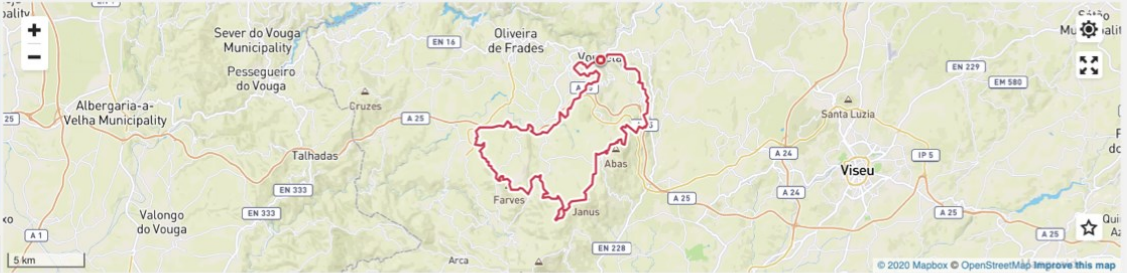 +
−
EN 16
Oliveira
de Frades
Sever do Vouga
Municipality
Pessegueiro
do Vouga
Albergaria-a-
Velha Municipality
Cruzes
A 25
25
Talhadas
EN 333
EN 333
Valongo
do Vouga
A 1
5 km
Arca
Farves
Janus
Abas
EN 228
A 25
A 24
A 24
Viseu
Santa Luzia
IP 5
EN 229
EM 580
A 25
A 25
© 2020 Mapbox © OpenStreetMap Improve this map